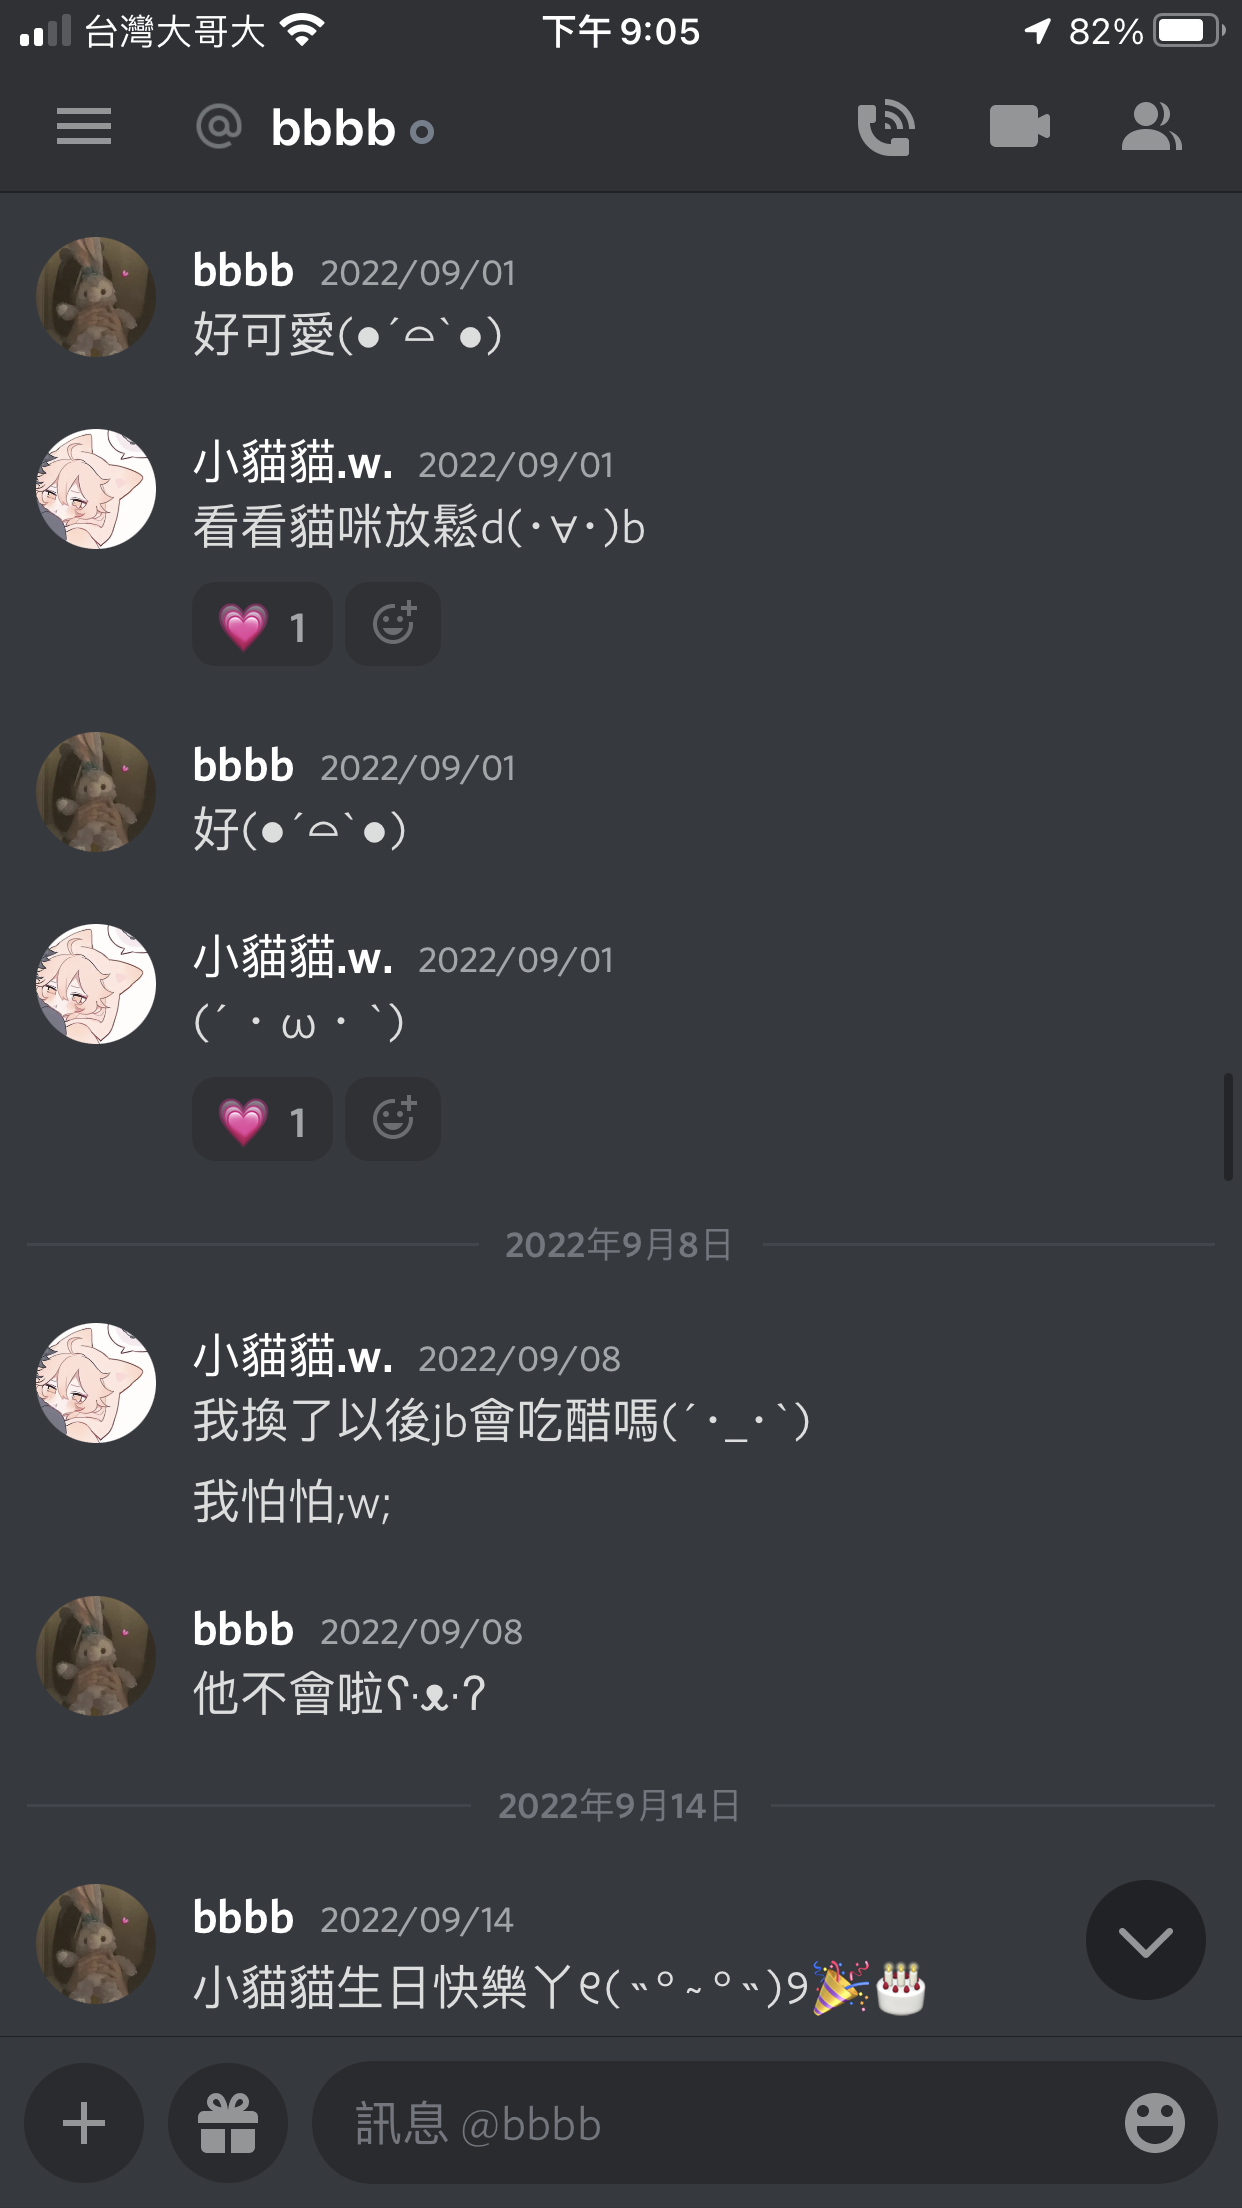 台灣大哥大 下午 9:05 82%
@ bbbb
bbbb 2022/09/01
好可愛(●´⌓`●)
小貓貓.w. 2022/09/01
看看貓咪放鬆d(･∀･)b
💗 1
bbbb 2022/09/01
好(●´⌓`●)
小貓貓.w. 2022/09/01
(´・ω・`)
💗 1
2022年9月8日
小貓貓.w. 2022/09/08
我換了以後jb會吃醋嗎(´･_･`)
我怕怕;w;
bbbb 2022/09/08
他不會啦ʕ·ᴥ·ʔ
2022年9月14日
bbbb 2022/09/14
小貓貓生日快樂丫୧( ˵ ° ~ ° ˵ )୨🎉🎂
訊息 @bbbb